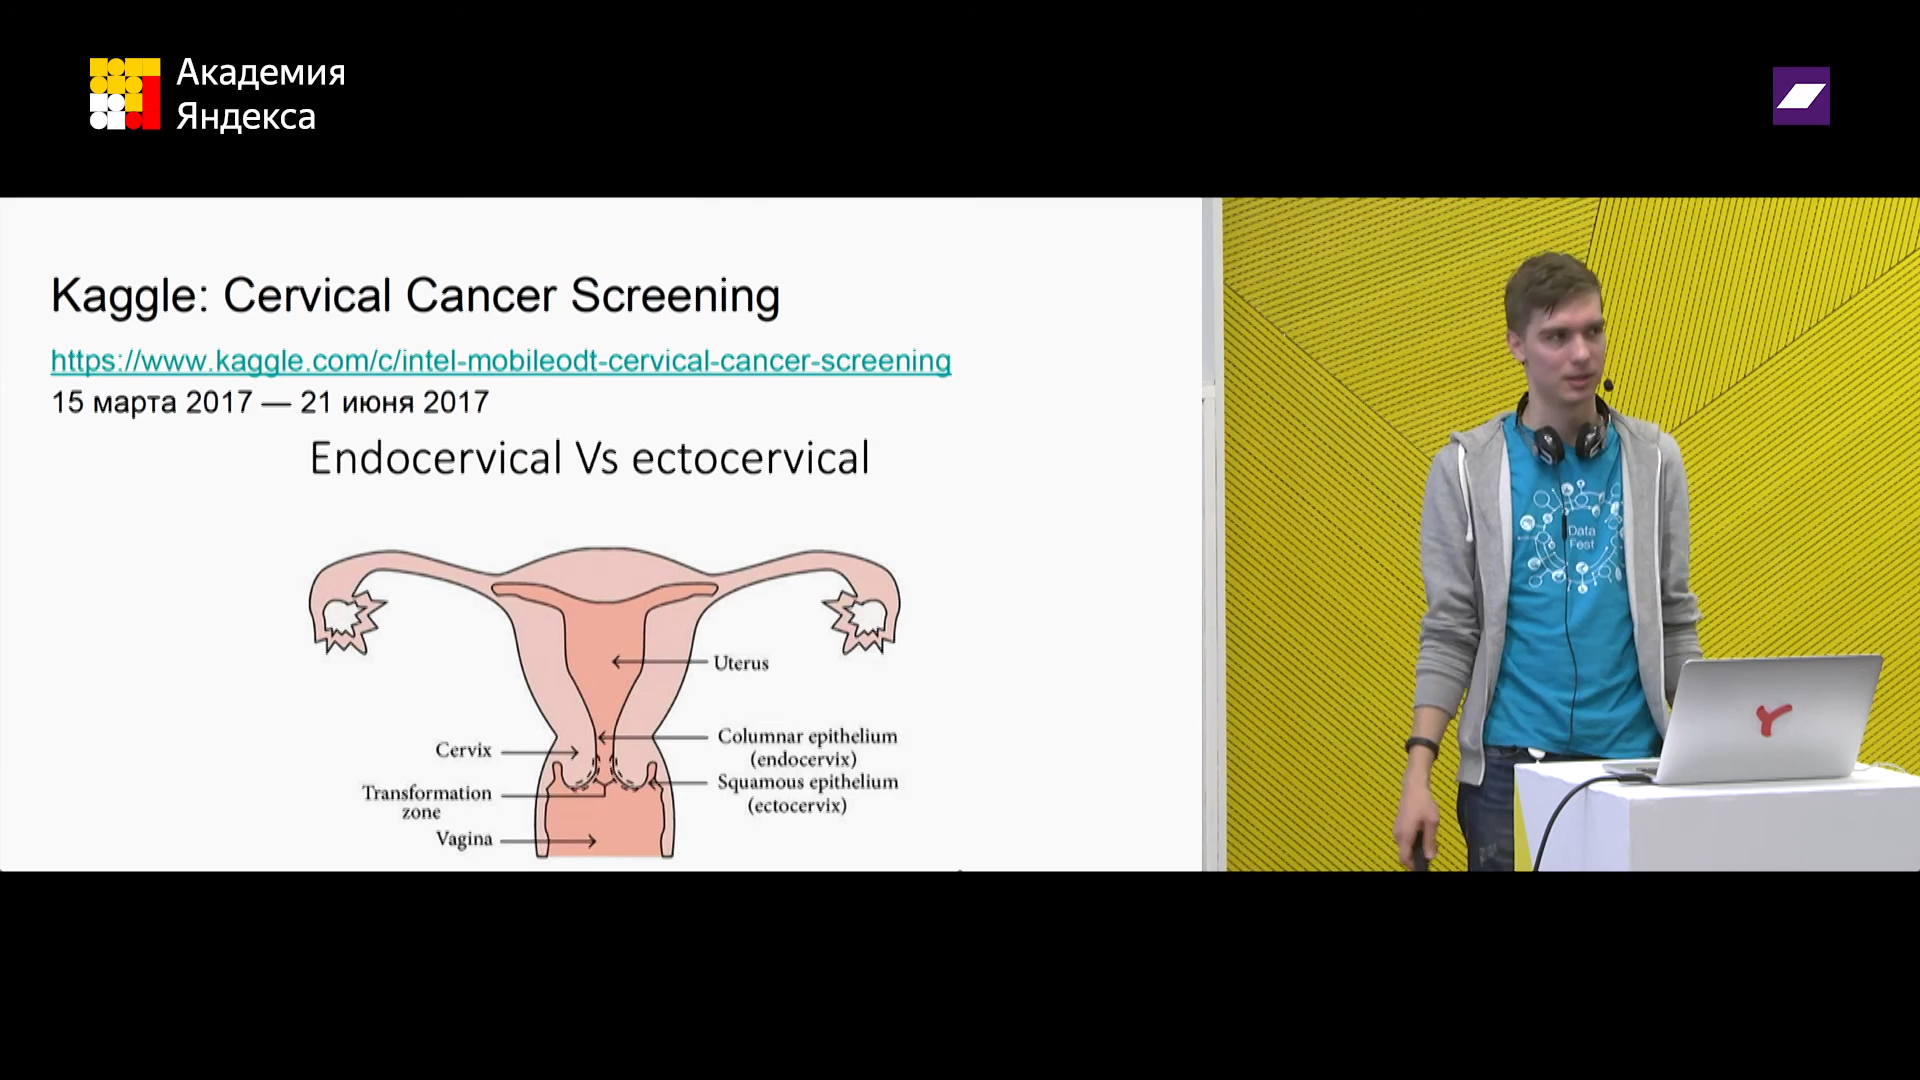 Академия
Яндекса
Kaggle: Cervical Cancer Screening
https://www.kaggle.com/c/intel-mobileodt-cervical-cancer-screening
15 марта 2017 — 21 июня 2017
Endocervical Vs ectocervical
Uterus
Cervix
Columnar epithelium
(endocervix)
Transformation
zone
Squamous epithelium
(ectocervix)
Vagina
Data
Fest